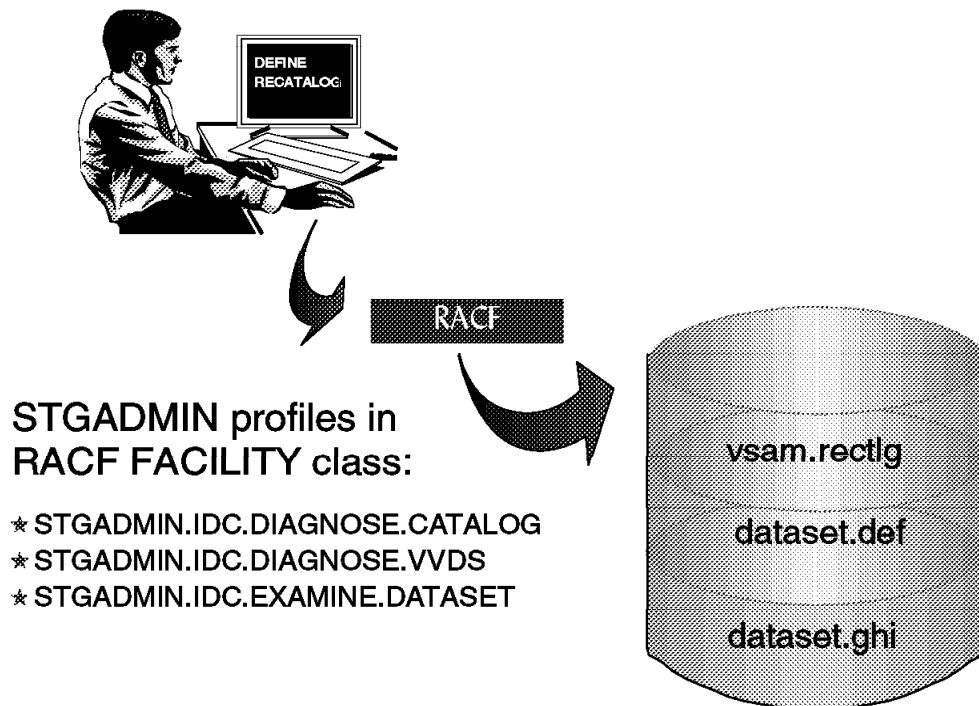 DEFINE
RECATALOG
RACF
STGADMIN profiles in
RACF FACILITY class:
STGADMIN.IDC.DIAGNOSE.CATALOG
STGADMIN.IDC.DIAGNOSE.VVDS
STGADMIN.IDC.EXAMINE.DATASET
vsam.rectlg
dataset.def
dataset.ghi